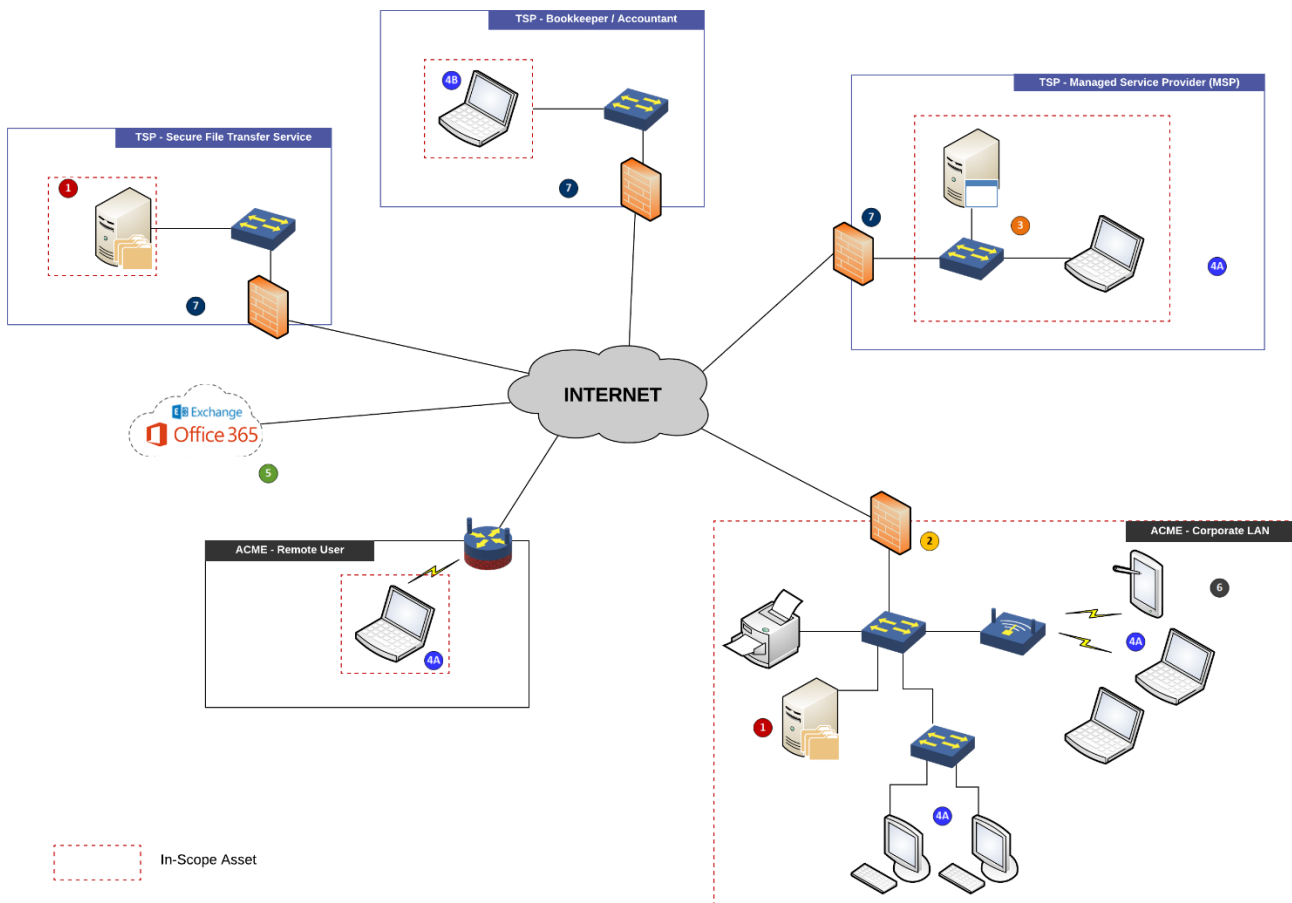 TSP - Bookkeeper / Accountant
4B
7
TSP - Managed Service Provider (MSP)
3
7
4A
TSP - Secure File Transfer Service
1
7
INTERNET
E Exchange
Office 365
5
ACME - Remote User
4A
ACME - Corporate LAN
2
6
4A
1
4A
In-Scope Asset